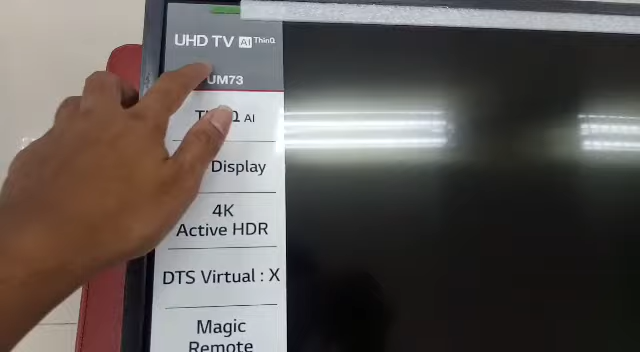 UHD TV AI ThinQ
UM73
AI
Display
4K
Active HDR
DTS Virtual : X
Magic
Remote